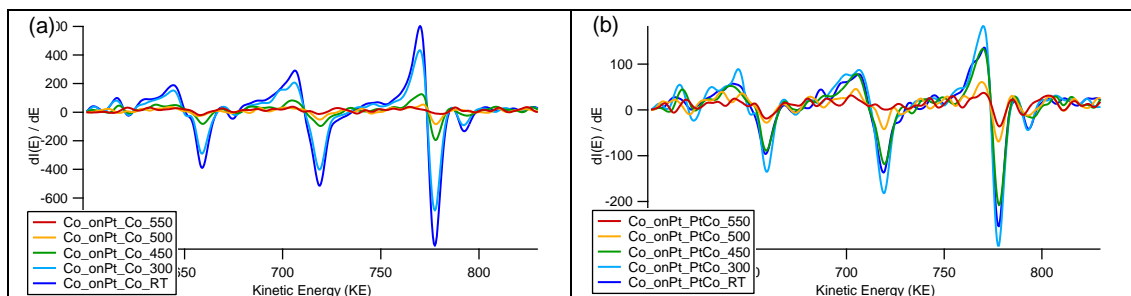 (a)
400
200
0
-200
-400
-600
dI(E) / dE
Co_onPt_Co_550
Co_onPt_Co_500
Co_onPt_Co_450
Co_onPt_Co_300
Co_onPt_Co_RT
700
750
800
Kinetic Energy (KE)
(b)
100
0
-100
-200
dI(E) / dE
Co_onPt_PtCo_550
Co_onPt_PtCo_500
Co_onPt_PtCo_450
Co_onPt_PtCo_300
Co_onPt_PtCo_RT
700
750
800
Kinetic Energy (KE)